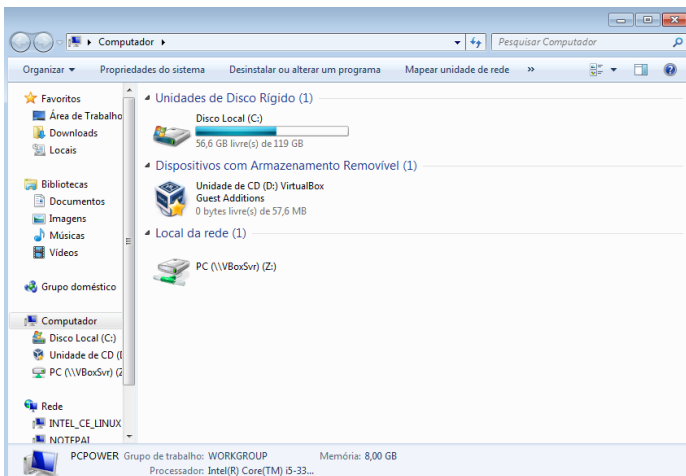 Computador
Pesquisar Computador
Organizar
Propriedades do sistema
Desinstalar ou alterar um programa
Mapear unidade de rede
»
Favoritos
Área de Trabalho
Downloads
Locais
Bibliotecas
Documentos
Imagens
Músicas
Vídeos
Grupo doméstico
Computador
Disco Local (C:)
Unidade de CD (
PC (\\VBoxSvr) (Z
Rede
INTEL_CE_LINUX
NOTEPAI
Unidades de Disco Rígido (1)
Disco Local (C:)
56,6 GB livre(s) de 119 GB
Dispositivos com Armazenamento Removível (1)
Unidade de CD (D:) VirtualBox
Guest Additions
0 bytes livre(s) de 57,6 MB
Local da rede (1)
PC (\\VBoxSvr) (Z:)
PCPOWER Grupo de trabalho: WORKGROUP Memória: 8,00 GB
Processador: Intel(R) Core(TM) i5-33...